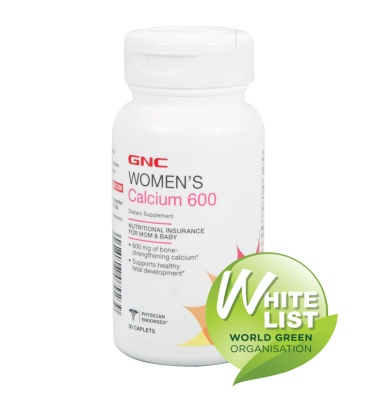 GNC
WOMEN'S
Calcium 600
Dietary Supplement
NUTRITIONAL INSURANCE
FOR MOM & BABY
• 600 mg of bone-
strengthening calcium*
• Supports healthy
fetal development*
PHYSICIAN
ENDORSED*
30 CAPLETS
WHITE
LIST
WORLD GREEN
ORGANISATION